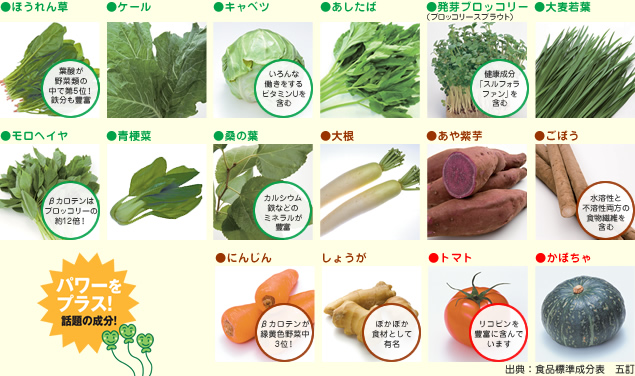 ●ほうれん草
葉酸が
野菜類の
中で第5位！
鉄分も豊富
●ケール
●キャベツ
いろんな
働きをする
ビタミンUを
含む
●あしたば
●発芽ブロッコリー
(ブロッコリースプラウト)
健康成分
「スルフォラ
ファン」を
含む
●大麦若葉
●モロヘイヤ
βカロテンは
ブロッコリーの
約12倍！
●青梗菜
●桑の葉
カルシウム
鉄などの
ミネラルが
豊富
●大根
●あや紫芋
●ごぼう
水溶性と
不溶性両方の
食物繊維を
含む
パワーを
プラス！
話題の成分！
●にんじん
βカロテンが
緑黄色野菜中
3位！
しょうが
ぽかぽか
食材として
有名
●トマト
リコピンを
豊富に含んで
います
●かぼちゃ
出典：食品標準成分表　五訂